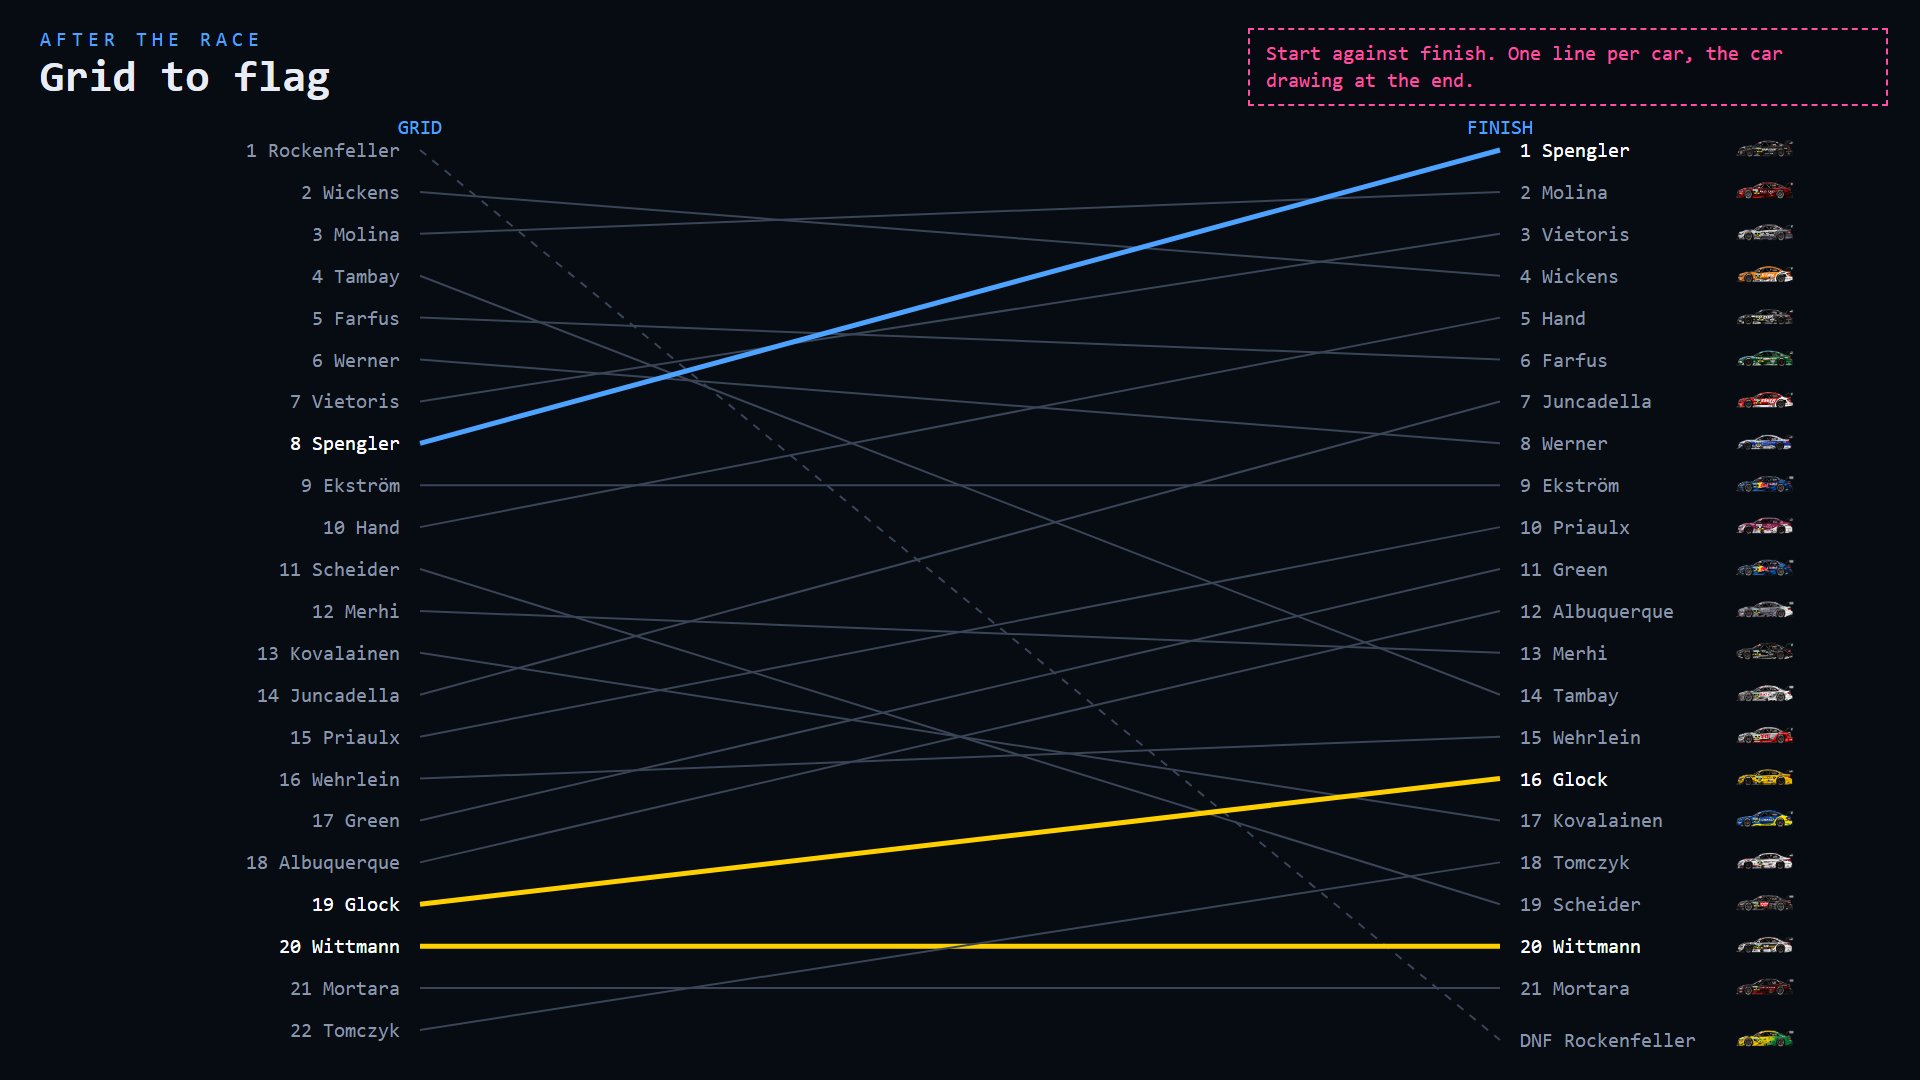 AFTER THE RACE
Grid to flag
Start against finish. One line per car, the car
drawing at the end.
GRID
FINISH
1 Rockenfeller
2 Wickens
3 Molina
4 Tambay
5 Farfus
6 Werner
7 Vietoris
8 Spengler
9 Ekström
10 Hand
11 Scheider
12 Merhi
13 Kovalainen
14 Juncadella
15 Priaulx
16 Wehrlein
17 Green
18 Albuquerque
19 Glock
20 Wittmann
21 Mortara
22 Tomczyk
1 Spengler
2 Molina
3 Vietoris
4 Wickens
5 Hand
6 Farfus
7 Juncadella
8 Werner
9 Ekström
10 Priaulx
11 Green
12 Albuquerque
13 Merhi
14 Tambay
15 Wehrlein
16 Glock
17 Kovalainen
18 Tomczyk
19 Scheider
20 Wittmann
21 Mortara
DNF Rockenfeller